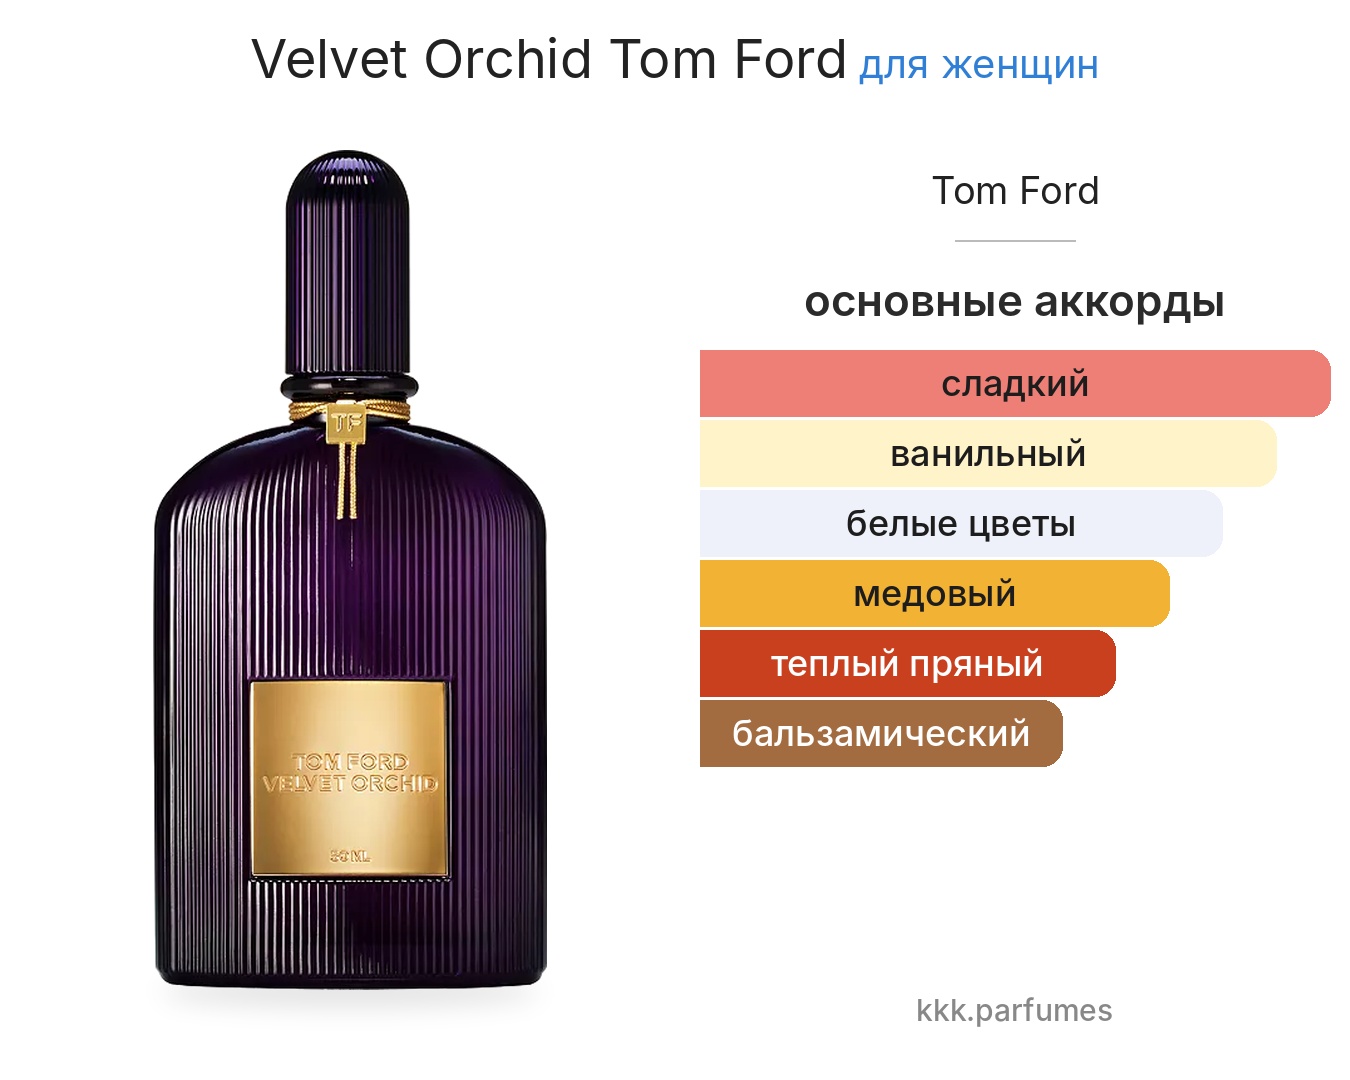 Velvet Orchid Tom Ford для женщин
Tom Ford
основные аккорды
сладкий
ванильный
белые цветы
медовый
теплый пряный
бальзамический
TF
TOM FORD
VELVET ORCHID
50 ML
kkk.parfumes